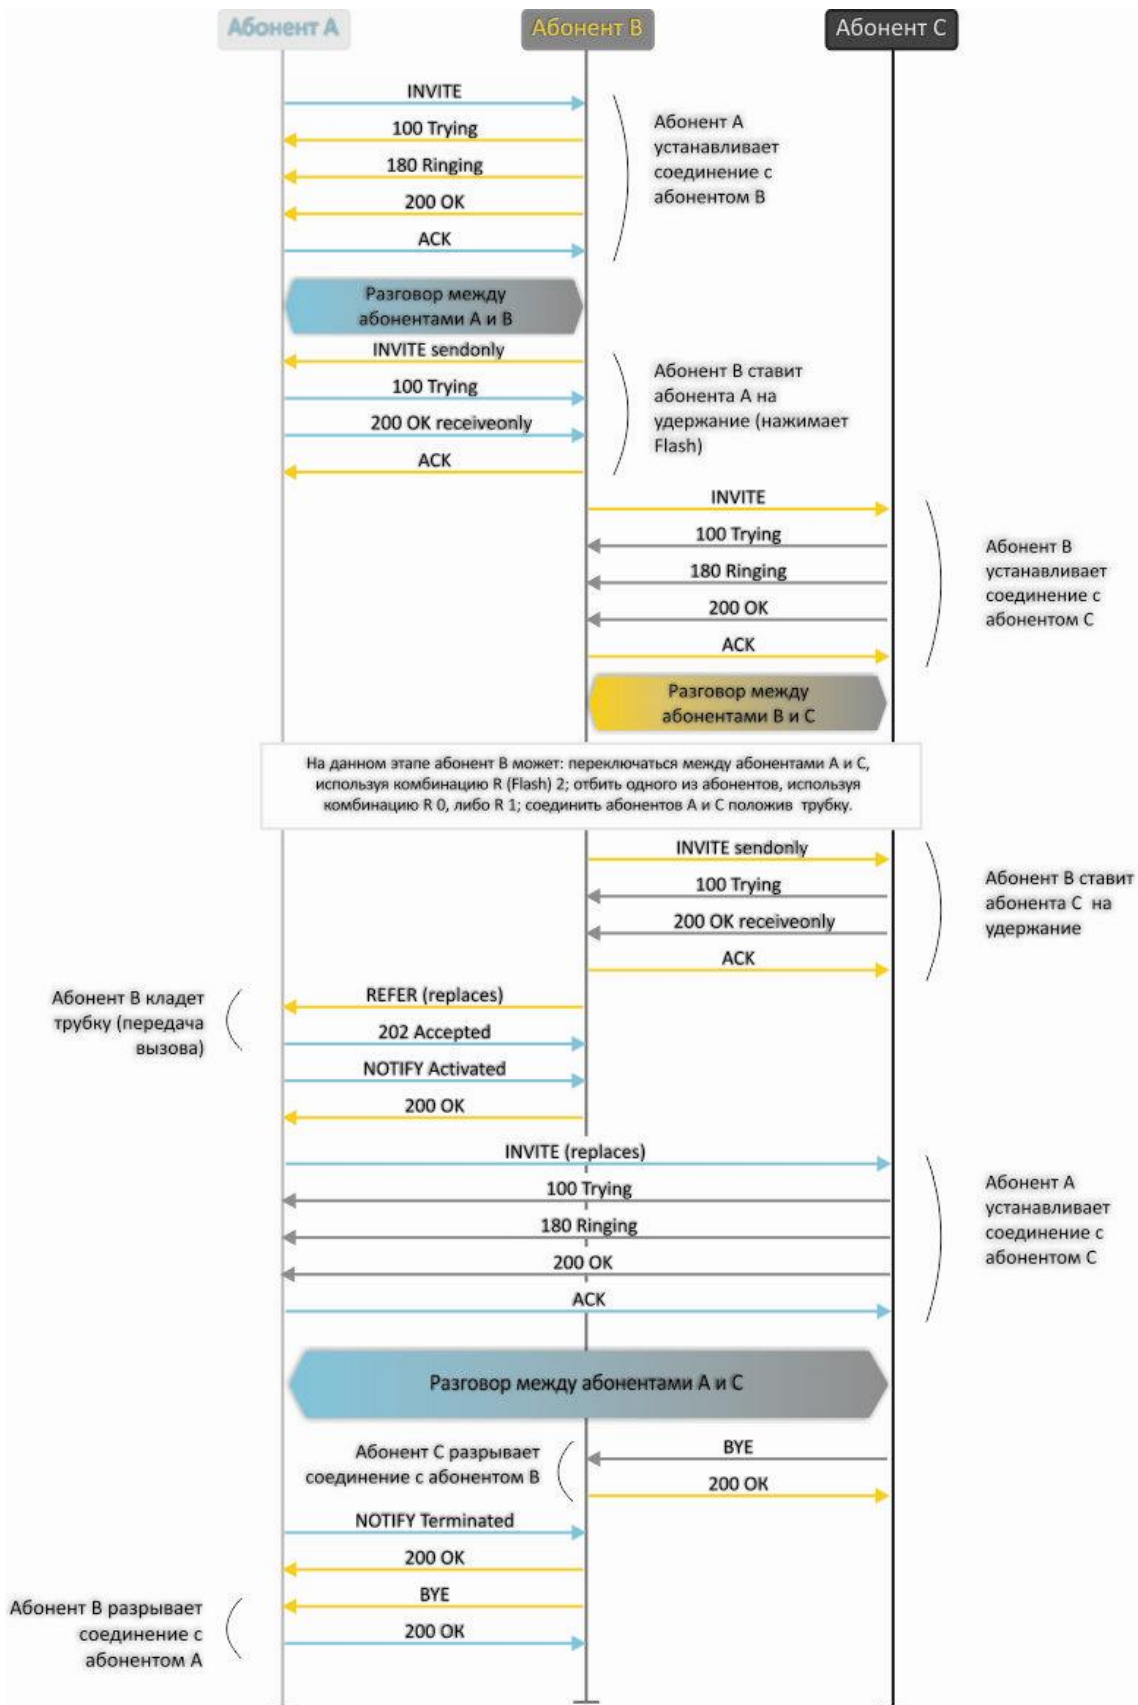 Абонент А
Абонент В
Абонент С
INVITE
100 Trying
180 Ringing
200 OK
ACK
Абонент А
устанавливает
соединение с
абонентом В
Разговор между
абонентами А и В
INVITE sendonly
100 Trying
200 OK receiveonly
ACK
Абонент В ставит
абонента А на
удержание (нажимает
Flash)
INVITE
100 Trying
180 Ringing
200 OK
ACK
Абонент В
устанавливает
соединение с
абонентом С
Разговор между
абонентами В и С
На данном этапе абонент В может: переключаться между абонентами А и С,
используя комбинацию R (Flash) 2; отбить одного из абонентов, используя
комбинацию R 0, либо R 1; соединить абонентов А и С положив трубку.
INVITE sendonly
100 Trying
200 OK receiveonly
ACK
Абонент В ставит
абонента С на
удержание
Абонент В кладет
трубку (передача
вызова)
REFER (replaces)
202 Accepted
NOTIFY Activated
200 OK
INVITE (replaces)
100 Trying
180 Ringing
200 OK
ACK
Абонент А
устанавливает
соединение с
абонентом С
Разговор между абонентами А и С
Абонент С разрывает
соединение с абонентом В
BYE
200 OK
NOTIFY Terminated
200 OK
BYE
200 OK
Абонент В разрывает
соединение с
абонентом А